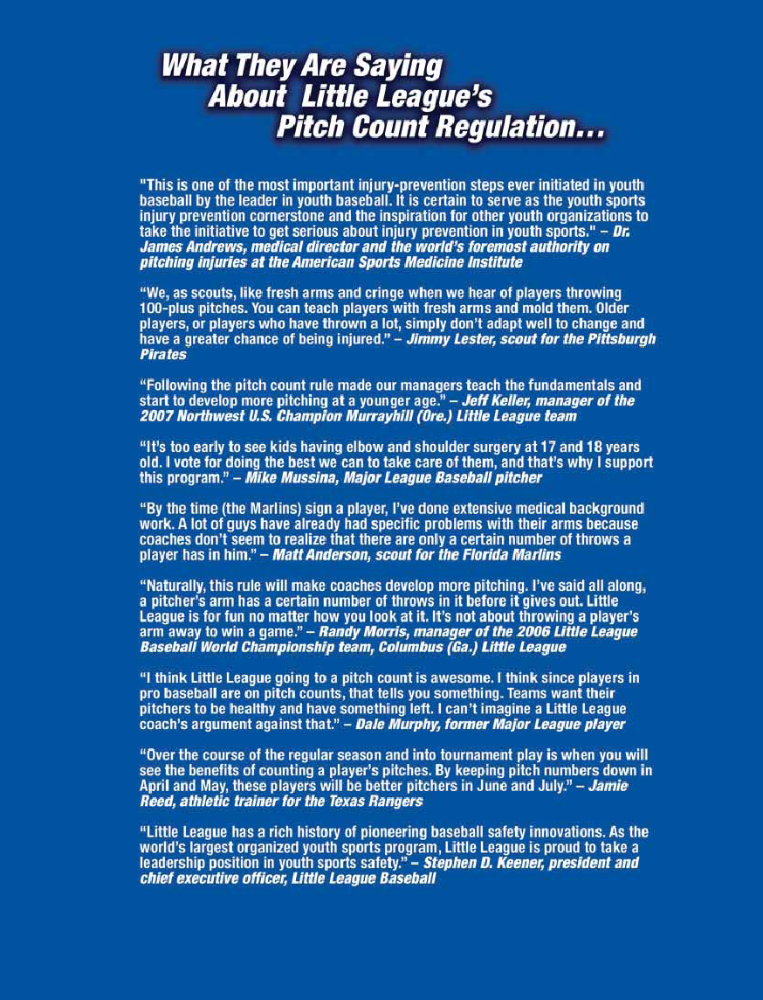 What They Are Saying
About Little League's
Pitch Count Regulation...
"This is one of the most important injury-prevention steps ever initiated in youth
baseball by the leader in youth baseball. It is certain to serve as the youth sports
injury prevention cornerstone and the inspiration for other youth organizations to
take the initiative to get serious about injury prevention in youth sports." – Dr.
James Andrews, medical director and the world's foremost authority on
pitching injuries at the American Sports Medicine Institute
“We, as scouts, like fresh arms and cringe when we hear of players throwing
100-plus pitches. You can teach players with fresh arms and mold them. Older
players, or players who have thrown a lot, simply don’t adapt well to change and
have a greater chance of being injured.” – Jimmy Lester, scout for the Pittsburgh
Pirates
“Following the pitch count rule made our managers teach the fundamentals and
start to develop more pitching at a younger age.” – Jeff Keller, manager of the
2007 Northwest U.S. Champion Murrayhill (Ore.) Little League team
“It’s too early to see kids having elbow and shoulder surgery at 17 and 18 years
old. I vote for doing the best we can to take care of them, and that’s why I support
this program.” – Mike Mussina, Major League Baseball pitcher
“By the time (the Marlins) sign a player, I’ve done extensive medical background
work. A lot of guys have already had specific problems with their arms because
coaches don’t seem to realize that there are only a certain number of throws a
player has in him.” – Matt Anderson, scout for the Florida Marlins
“Naturally, this rule will make coaches develop more pitching. I’ve said all along,
a pitcher’s arm has a certain number of throws in it before it gives out. Little
League is for fun no matter how you look at it. It’s not about throwing a player’s
arm away to win a game.” – Randy Morris, manager of the 2006 Little League
Baseball World Championship team, Columbus (Ga.) Little League
“I think Little League going to a pitch count is awesome. I think since players in
pro baseball are on pitch counts, that tells you something. Teams want their
pitchers to be healthy and have something left. I can’t imagine a Little League
coach’s argument against that.” – Dale Murphy, former Major League player
“Over the course of the regular season and into tournament play is when you will
see the benefits of counting a player’s pitches. By keeping pitch numbers down in
April and May, these players will be better pitchers in June and July.” – Jamie
Reed, athletic trainer for the Texas Rangers
“Little League has a rich history of pioneering baseball safety innovations. As the
world’s largest organized youth sports program, Little League is proud to take a
leadership position in youth sports safety.” – Stephen D. Keener, president and
chief executive officer, Little League Baseball